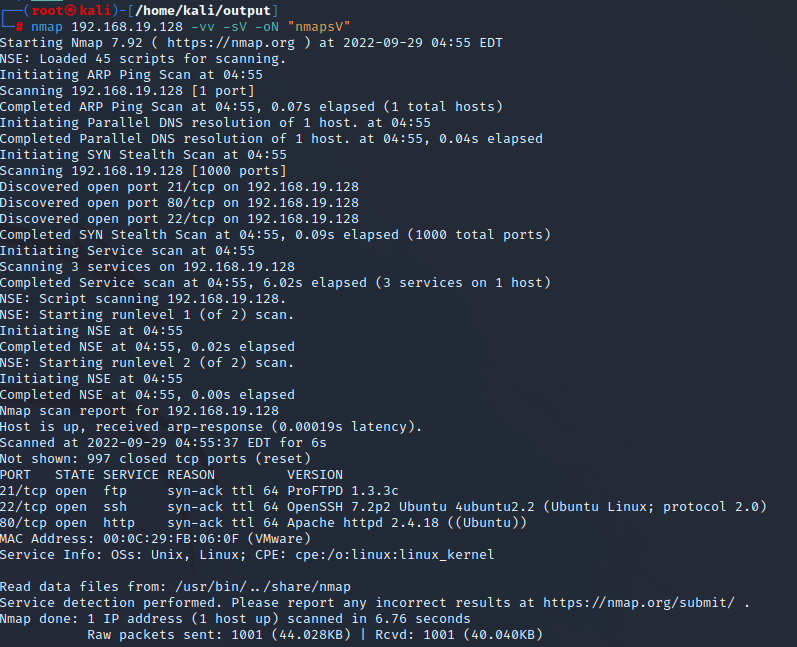 ┌──(root㉿kali)-[/home/kali/output]
└─# nmap 192.168.19.128 -vv -sV -oN "nmapsV"
Starting Nmap 7.92 ( https://nmap.org ) at 2022-09-29 04:55 EDT
NSE: Loaded 45 scripts for scanning.
Initiating ARP Ping Scan at 04:55
Scanning 192.168.19.128 [1 port]
Completed ARP Ping Scan at 04:55, 0.07s elapsed (1 total hosts)
Initiating Parallel DNS resolution of 1 host. at 04:55
Completed Parallel DNS resolution of 1 host. at 04:55, 0.04s elapsed
Initiating SYN Stealth Scan at 04:55
Scanning 192.168.19.128 [1000 ports]
Discovered open port 21/tcp on 192.168.19.128
Discovered open port 80/tcp on 192.168.19.128
Discovered open port 22/tcp on 192.168.19.128
Completed SYN Stealth Scan at 04:55, 0.09s elapsed (1000 total ports)
Initiating Service scan at 04:55
Scanning 3 services on 192.168.19.128
Completed Service scan at 04:55, 6.02s elapsed (3 services on 1 host)
NSE: Script scanning 192.168.19.128.
NSE: Starting runlevel 1 (of 2) scan.
Initiating NSE at 04:55
Completed NSE at 04:55, 0.02s elapsed
NSE: Starting runlevel 2 (of 2) scan.
Initiating NSE at 04:55
Completed NSE at 04:55, 0.00s elapsed
Nmap scan report for 192.168.19.128
Host is up, received arp-response (0.00019s latency).
Scanned at 2022-09-29 04:55:37 EDT for 6s
Not shown: 997 closed tcp ports (reset)
PORT   STATE SERVICE REASON         VERSION
21/tcp open  ftp     syn-ack ttl 64 ProFTPD 1.3.3c
22/tcp open  ssh     syn-ack ttl 64 OpenSSH 7.2p2 Ubuntu 4ubuntu2.2 (Ubuntu Linux; protocol 2.0)
80/tcp open  http    syn-ack ttl 64 Apache httpd 2.4.18 ((Ubuntu))
MAC Address: 00:0C:29:FB:06:0F (VMware)
Service Info: OSs: Unix, Linux; CPE: cpe:/o:linux:linux_kernel

Read data files from: /usr/bin/../share/nmap
Service detection performed. Please report any incorrect results at https://nmap.org/submit/ .
Nmap done: 1 IP address (1 host up) scanned in 6.76 seconds
           Raw packets sent: 1001 (44.028KB) | Rcvd: 1001 (40.040KB)